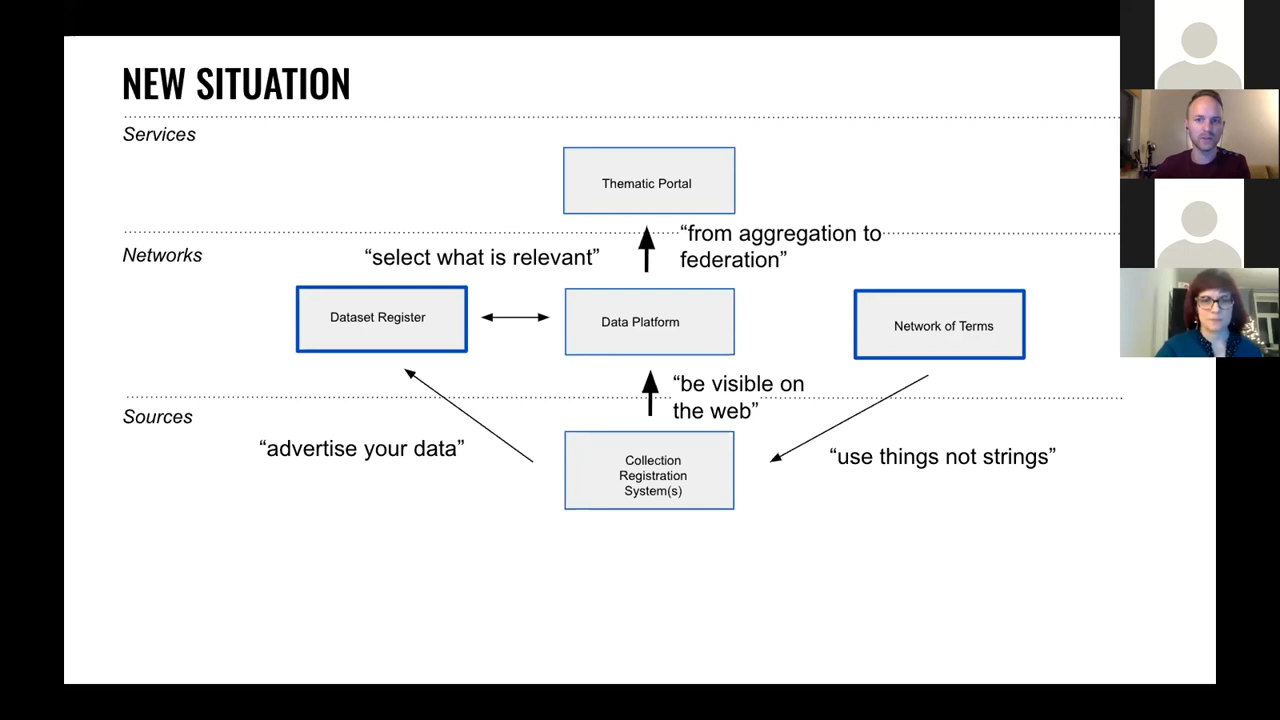 NEW SITUATION
Services
Thematic Portal
“from aggregation to
federation”
Networks
“select what is relevant”
Dataset Register
Data Platform
Network of Terms
“be visible on
the web”
Sources
“advertise your data”
Collection
Registration
System(s)
“use things not strings”